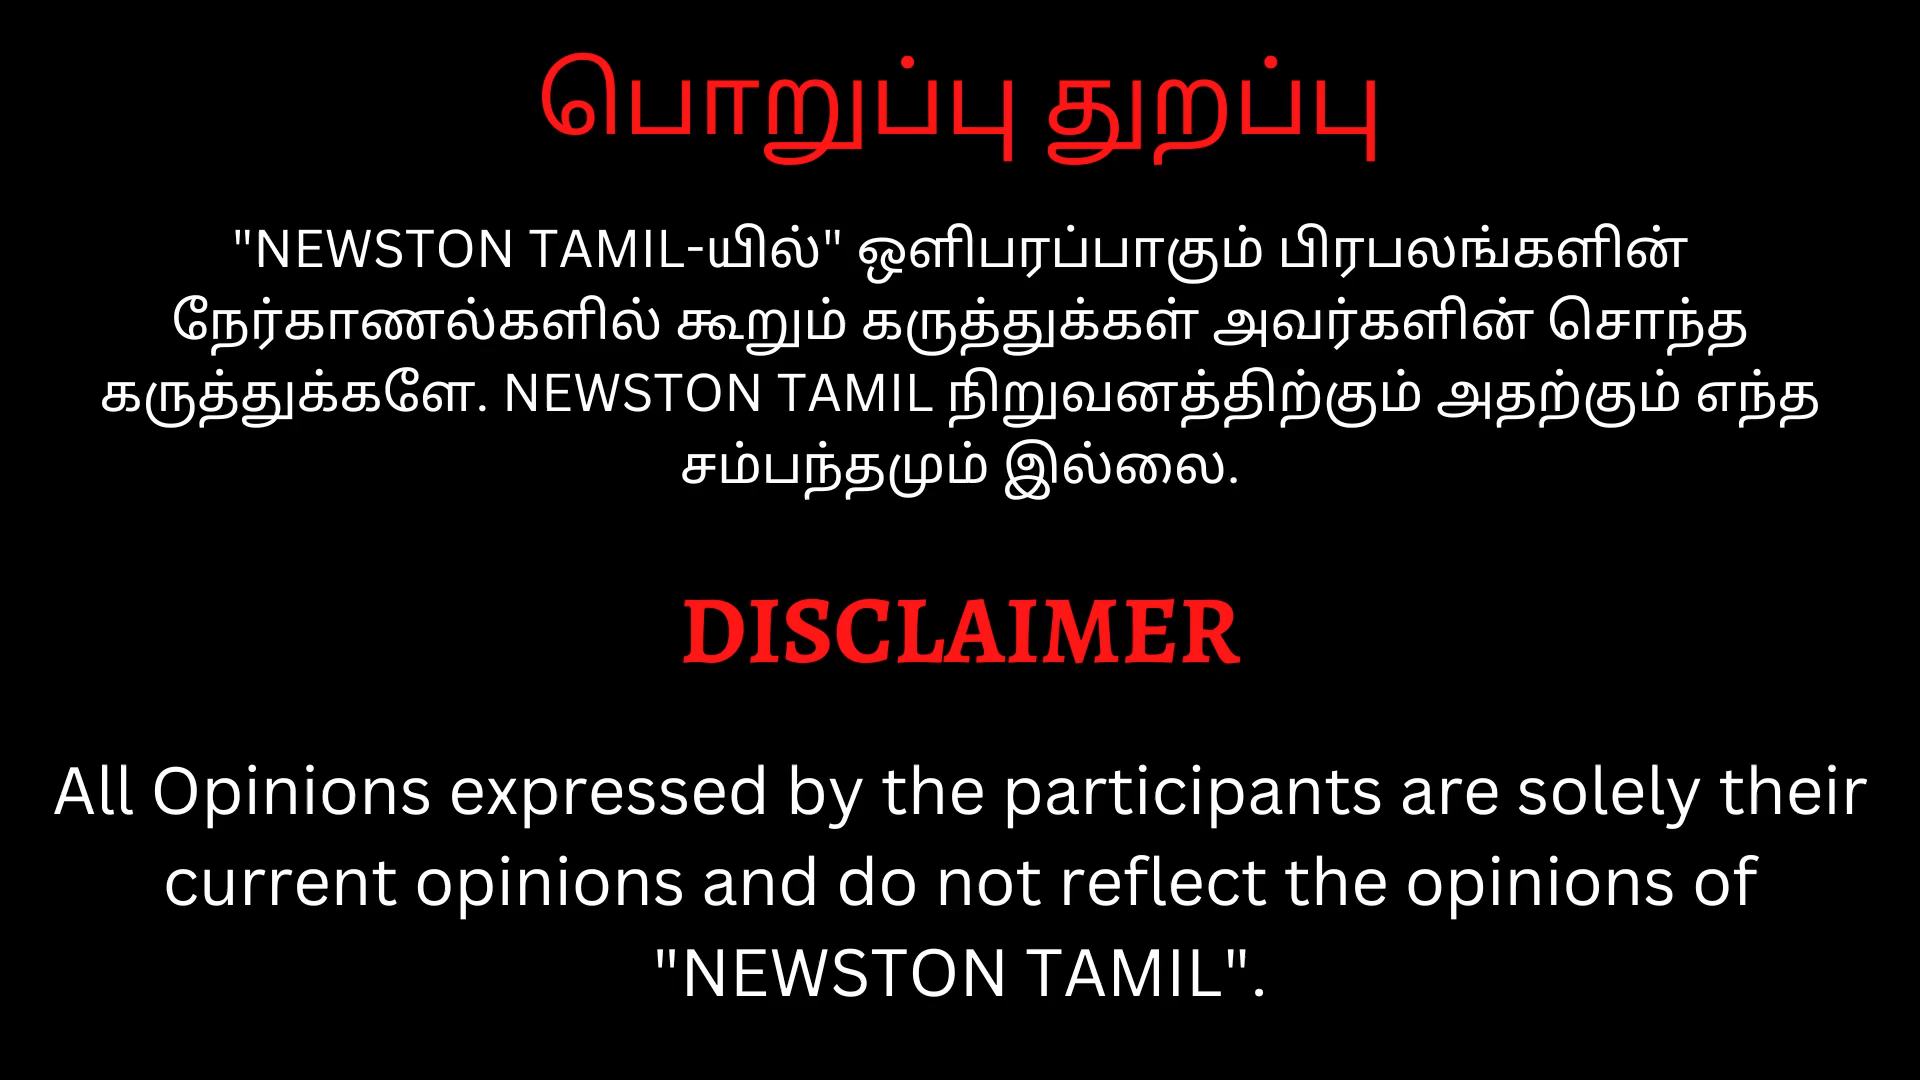 பொறுப்பு துறப்பு
"NEWSTON TAMIL-யில்" ஒளிபரப்பாகும் பிரபலங்களின்
நேர்காணல்களில் கூறும் கருத்துக்கள் அவர்களின் சொந்த
கருத்துக்களே. NEWSTON TAMIL நிறுவனத்திற்கும் அதற்கும் எந்த
சம்பந்தமும் இல்லை.
DISCLAIMER
All Opinions expressed by the participants are solely their
current opinions and do not reflect the opinions of
"NEWSTON TAMIL".